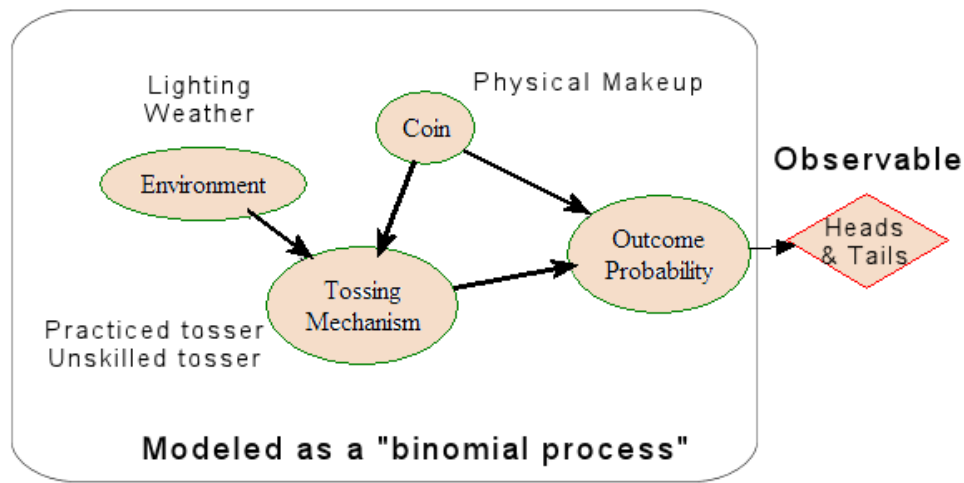 Lighting
Weather
Physical Makeup
Coin
Observable
Environment
Heads
& Tails
Outcome
Probability
Tossing
Mechanism
Practiced tosser
Unskilled tosser
Modeled as a "binomial process"